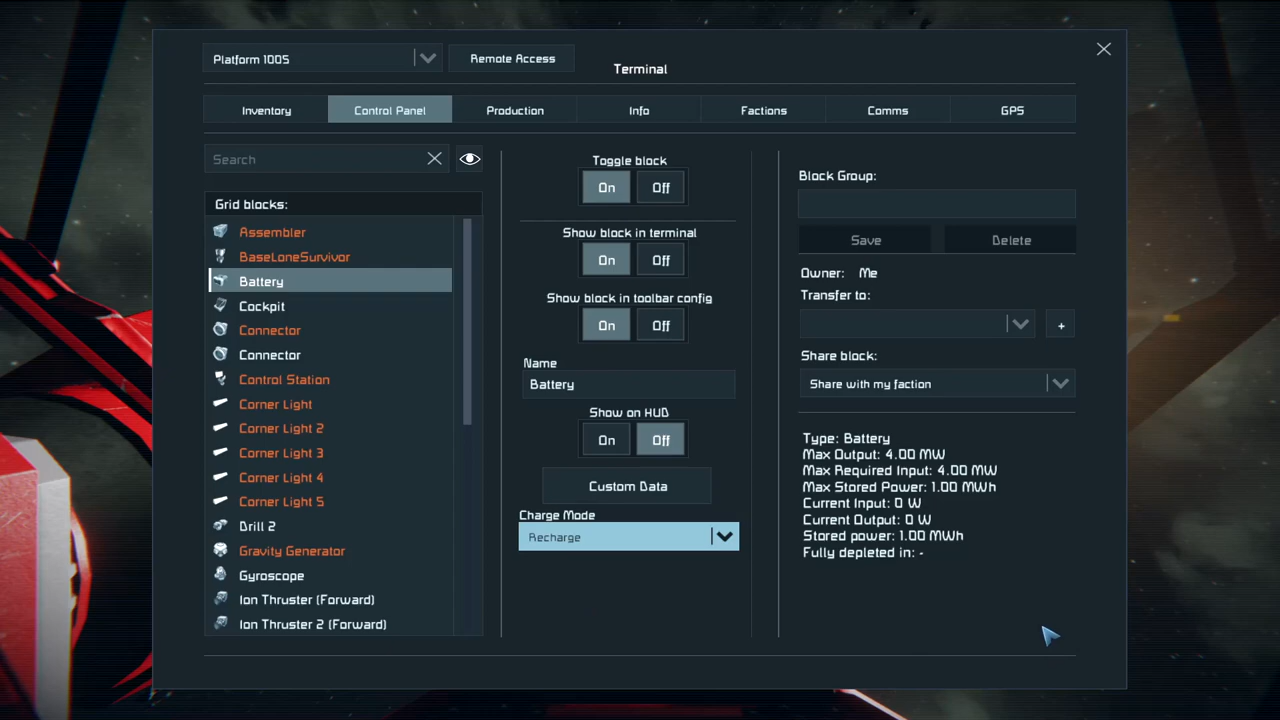 Platform 1005
Remote Access
Terminal
Inventory
Control Panel
Production
Info
Factions
Comms
GPS
Search
Grid blocks:
Assembler
BaseLoneSurvivor
Battery
Cockpit
Connector
Connector
Control Station
Corner Light
Corner Light 2
Corner Light 3
Corner Light 4
Corner Light 5
Drill 2
Gravity Generator
Gyroscope
Ion Thruster (Forward)
Ion Thruster 2 (Forward)
Toggle block
On Off
Show block in terminal
On Off
Show block in toolbar config
On Off
Name
Battery
Show on HUD
On Off
Custom Data
Charge Mode
Recharge
Block Group:
Save Delete
Owner: Me
Transfer to:
+
Share block:
Share with my faction
Type: Battery
Max Output: 4.00 MW
Max Required Input: 4.00 MW
Max Stored Power: 1.00 MWh
Current Input: 0 W
Current Output: 0 W
Stored power: 1.00 MWh
Fully depleted in: -